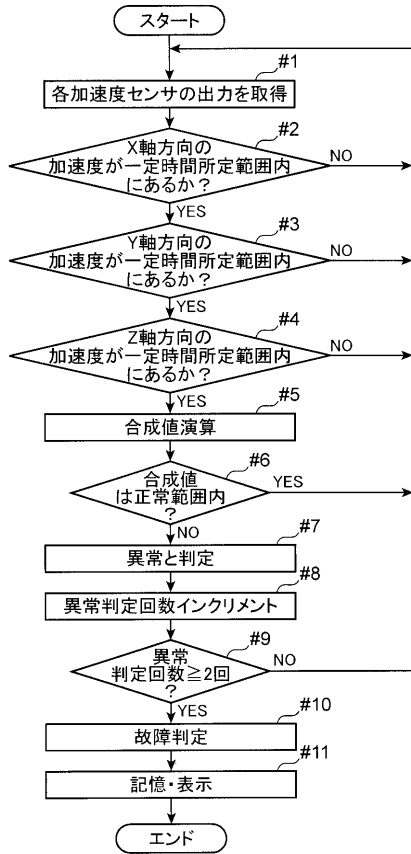 スタート
#1
各加速度センサの出力を取得
#2
X軸方向の
加速度が一定時間所定範囲内
にあるか？
NO
YES
#3
Y軸方向の
加速度が一定時間所定範囲内
にあるか？
NO
YES
#4
Z軸方向の
加速度が一定時間所定範囲内
にあるか？
NO
YES
#5
合成値演算
#6
合成値
は正常範囲内
？
YES
NO
#7
異常と判定
#8
異常判定回数インクリメント
#9
異常
判定回数≧2回
？
NO
YES
#10
故障判定
#11
記憶・表示
エンド